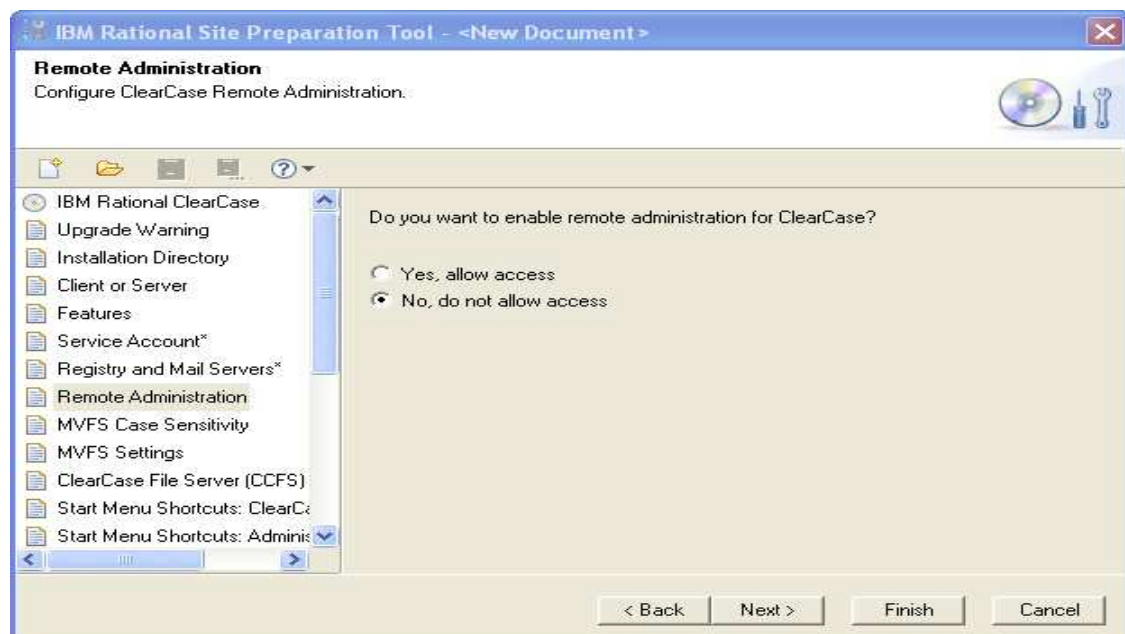 IBM Rational Site Preparation Tool - <New Document>
Remote Administration
Configure ClearCase Remote Administration.
IBM Rational ClearCase
Upgrade Warning
Installation Directory
Client or Server
Features
Service Account*
Registry and Mail Servers*
Remote Administration
MVFS Case Sensitivity
MVFS Settings
ClearCase File Server (CCFS)
Start Menu Shortcuts: ClearCa
Start Menu Shortcuts: Adminis
Do you want to enable remote administration for ClearCase?
Yes, allow access
No, do not allow access
< Back
Next >
Finish
Cancel